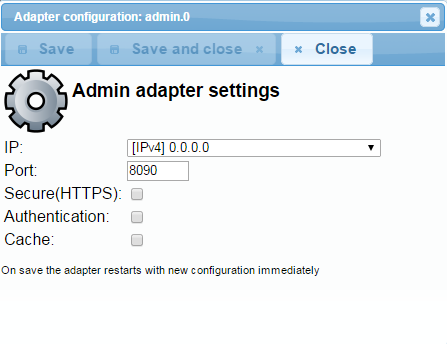 Adapter configuration: admin.0
Save Save and close Close
Admin adapter settings
IP: [IPv4] 0.0.0.0
Port: 8090
Secure(HTTPS):
Authentication:
Cache:
On save the adapter restarts with new configuration immediately